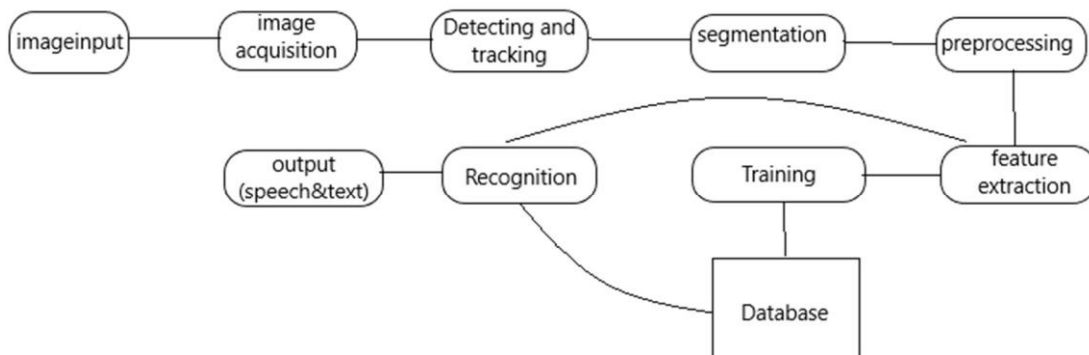 imageinput
image
acquisition
Detecting and
tracking
segmentation
preprocessing
output
(speech&text)
Recognition
Training
feature
extraction
Database